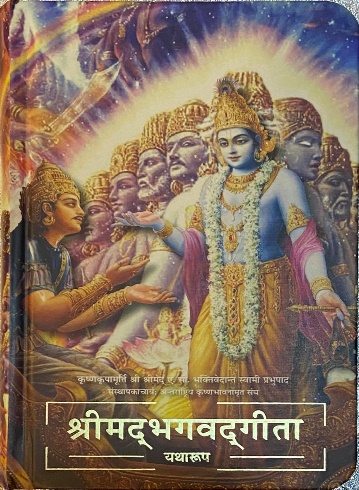 कृष्णकृपामूर्ति श्री श्रीमद् ए. सी. भक्तिवेदान्त स्वामी प्रभुपाद
संस्थापकाचार्य: अन्तर्राष्ट्रीय कृष्णभावनामृत संघ
श्रीमद्भगवद्गीता
यथारूप